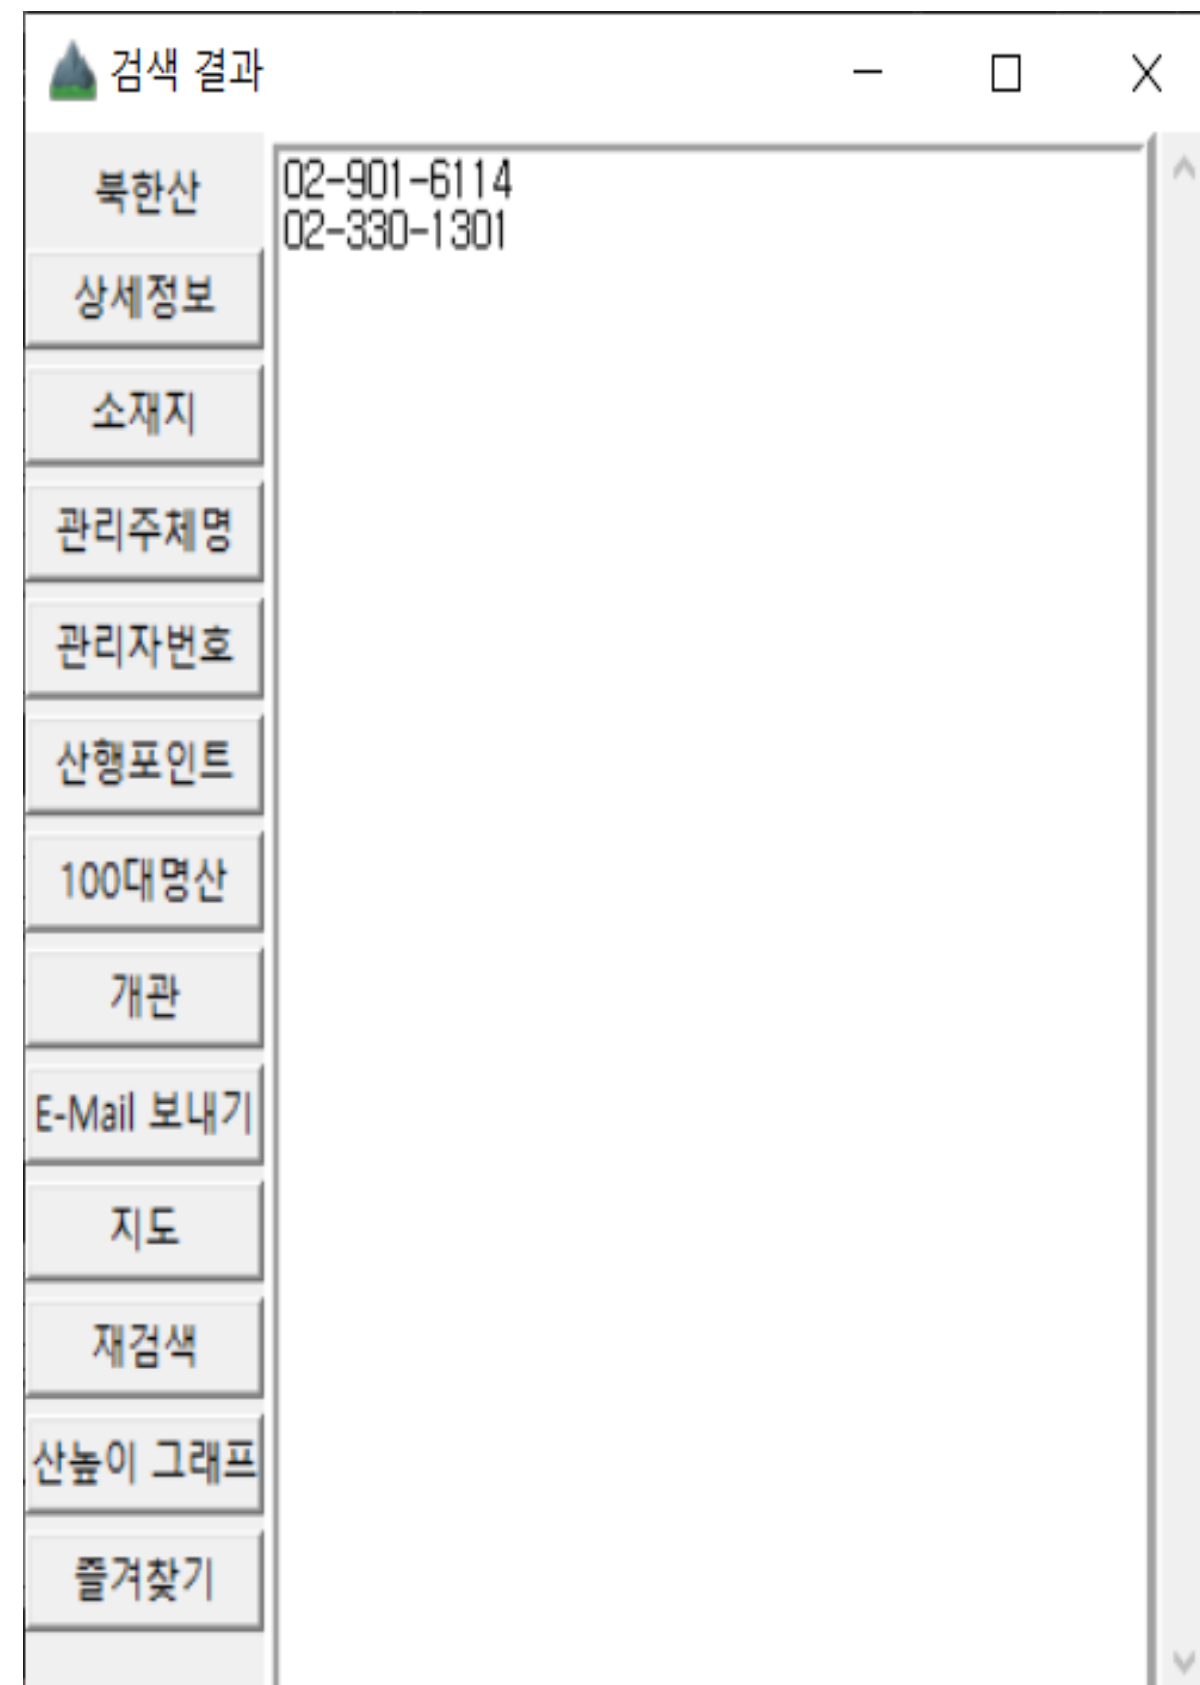 검색 결과
북한산
상세정보
소재지
관리주체명
관리자번호
산행포인트
100대명산
개관
E-Mail 보내기
지도
재검색
산높이 그래프
쯜겨찾기
02-901-6114
02-330-1301